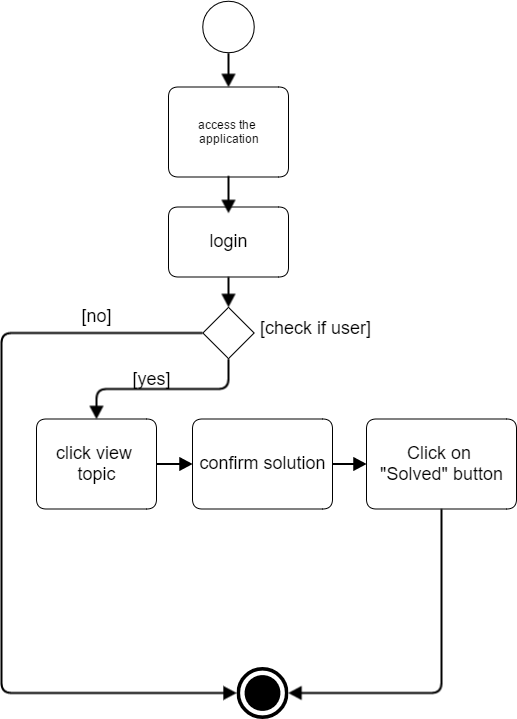 access the
application
login
[no]
[check if user]
[yes]
click view
topic
confirm solution
Click on
"Solved" button